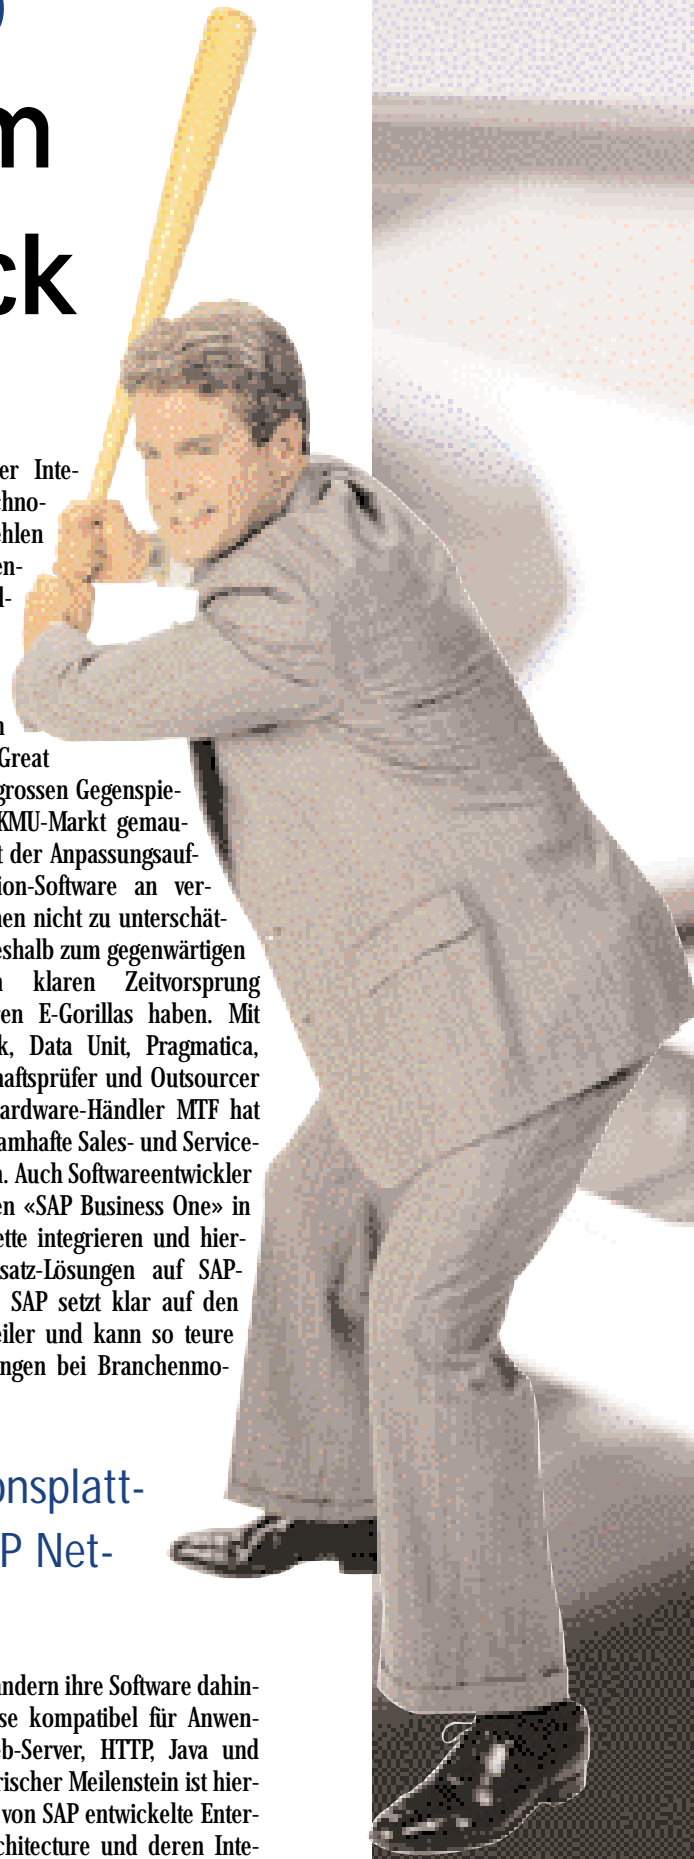 m
ck
er Inte-
chno-
ehlen
en-
l-
n
Great
grossen Gegenspie-
KMU-Markt gemau-
t der Anpassungsauf-
ion-Software an ver-
en nicht zu unterschät-
eshalb zum gegenwärtigen
n klaren Zeitvorsprung
en E-Gorillas haben. Mit
k, Data Unit, Pragmatica,
haftsprüfer und Outsourcer
ardware-Händler MTF hat
amhafte Sales- und Service-
n. Auch Softwareentwickler
en «SAP Business One» in
ette integrieren und hier-
satz-Lösungen auf SAP-
SAP setzt klar auf den
eiler und kann so teure
ngen bei Branchenmo-
onsplatt-
P Net-
ndern ihre Software dahin-
se kompatibel für Anwen-
eb-Server, HTTP, Java und
rischer Meilenstein ist hier-
von SAP entwickelte Enter-
chitecture und deren Inte-